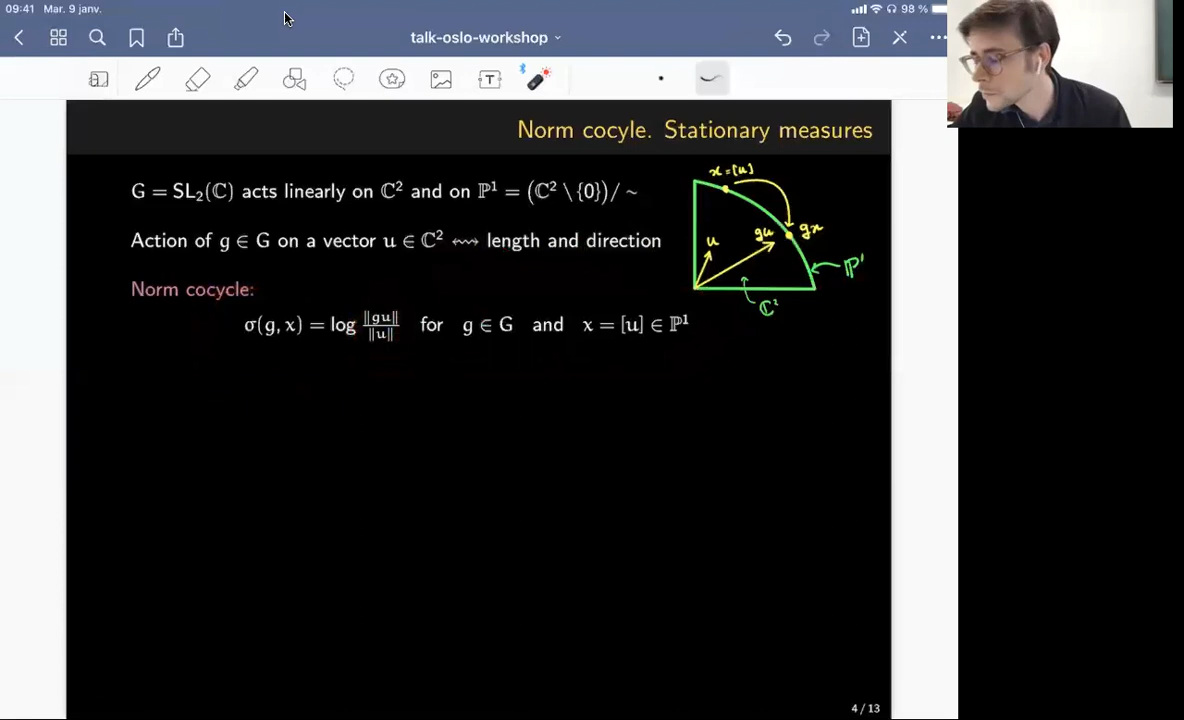 09:41 Mar. 9 janv.
98 %
talk-oslo-workshop
T
Norm cocyle. Stationary measures
G = SL₂(ℂ) acts linearly on ℂ² and on ℙ¹ = (ℂ² \ {0})/ ~
Action of g ∈ G on a vector u ∈ ℂ² ⇝ length and direction
Norm cocycle:
σ(g, x) = log ‖gu‖/‖u‖ for g ∈ G and x = [u] ∈ ℙ¹
x=[u]
gx
gu
u
ℙ¹
ℂ²
4 / 13